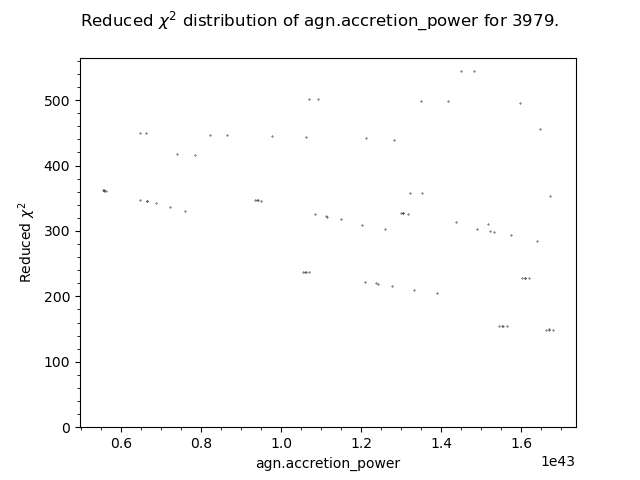 Reduced χ² distribution of agn.accretion_power for 3979.
Reduced χ²
500
400
300
200
100
0
0.6 0.8 1.0 1.2 1.4 1.6
1e43
agn.accretion_power